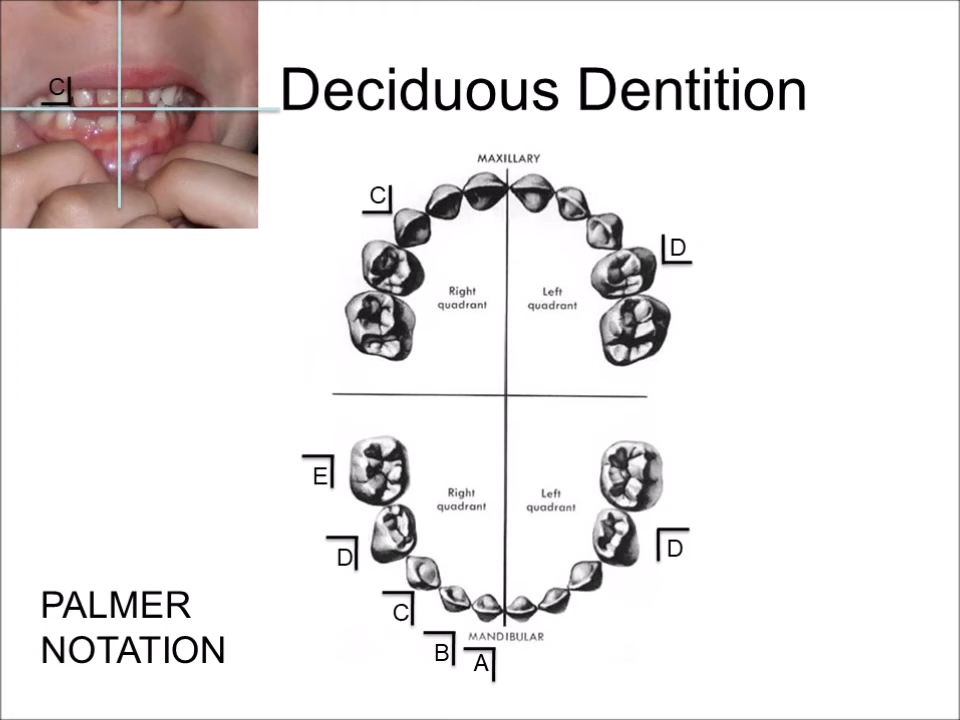 C
Deciduous Dentition
MAXILLARY
C
D
Right
quadrant
Left
quadrant
E
Right
quadrant
Left
quadrant
D
D
C
PALMER
NOTATION
MANDIBULAR
B
A